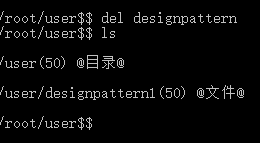 /root/user$$ del designpattern
/root/user$$ ls
/user(50) @目录@
/user/designpattern1(50) @文件@
/root/user$$